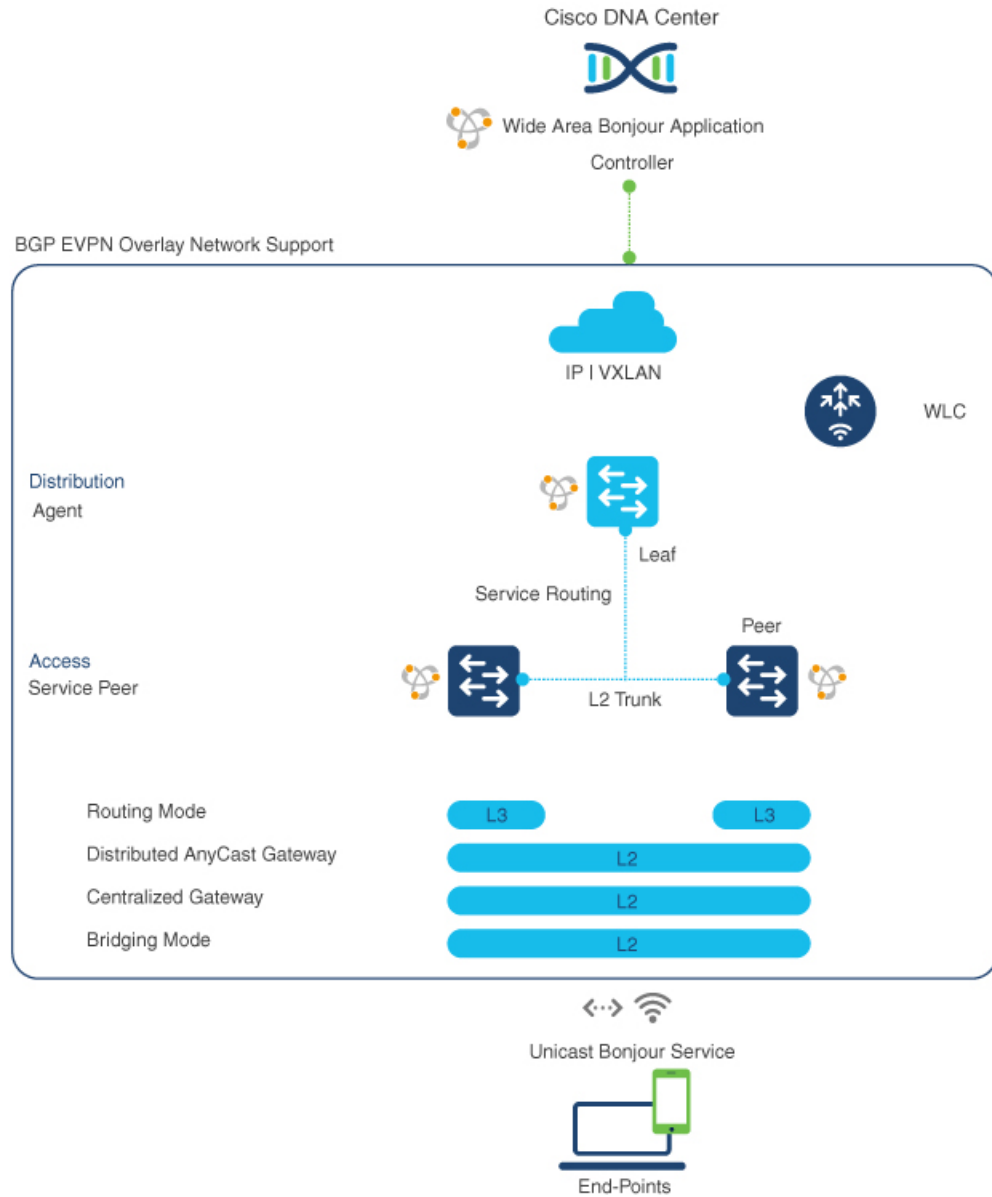 Cisco DNA Center
Wide Area Bonjour Application
Controller
BGP EVPN Overlay Network Support
IP | VXLAN
WLC
Distribution
Agent
Leaf
Service Routing
Peer
Access
Service Peer
L2 Trunk
Routing Mode
L3
L3
Distributed AnyCast Gateway
L2
Centralized Gateway
L2
Bridging Mode
L2
Unicast Bonjour Service
End-Points